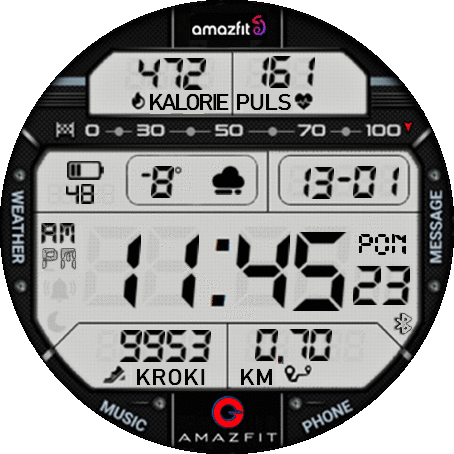 amazfit
472 161
KALORIE PULS
0 30 50 70 100
48 -8° 13-01
WEATHER
MESSAGE
AM
PM
11:45
PON
23
9953 0.70
KROKI KM
MUSIC
PHONE
AMAZFIT